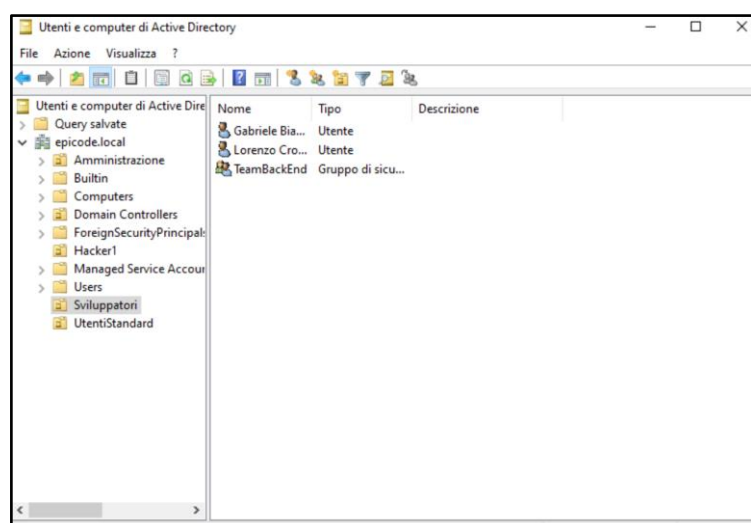 Utenti e computer di Active Directory
File Azione Visualizza ?
Utenti e computer di Active Dire
Query salvate
epicode.local
Amministrazione
Builtin
Computers
Domain Controllers
ForeignSecurityPrincipals
Hacker1
Managed Service Accour
Users
Sviluppatori
UtentiStandard
Nome Tipo Descrizione
Gabriele Bia... Utente
Lorenzo Cro... Utente
TeamBackEnd Gruppo di sicu...